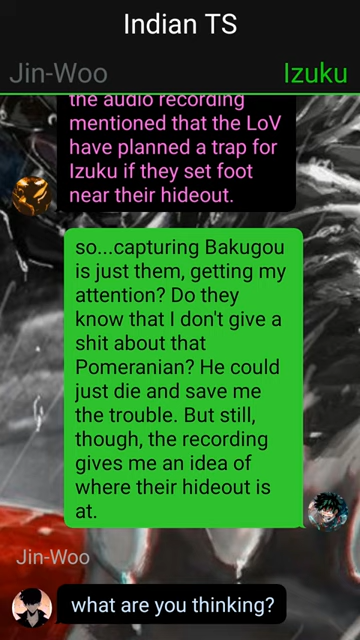 Indian TS
Jin-Woo
Izuku
the audio recording
mentioned that the LoV
have planned a trap for
Izuku if they set foot
near their hideout.
so...capturing Bakugou
is just them, getting my
attention? Do they
know that I don't give a
shit about that
Pomeranian? He could
just die and save me
the trouble. But still,
though, the recording
gives me an idea of
where their hideout is
at.
Jin-Woo
what are you thinking?